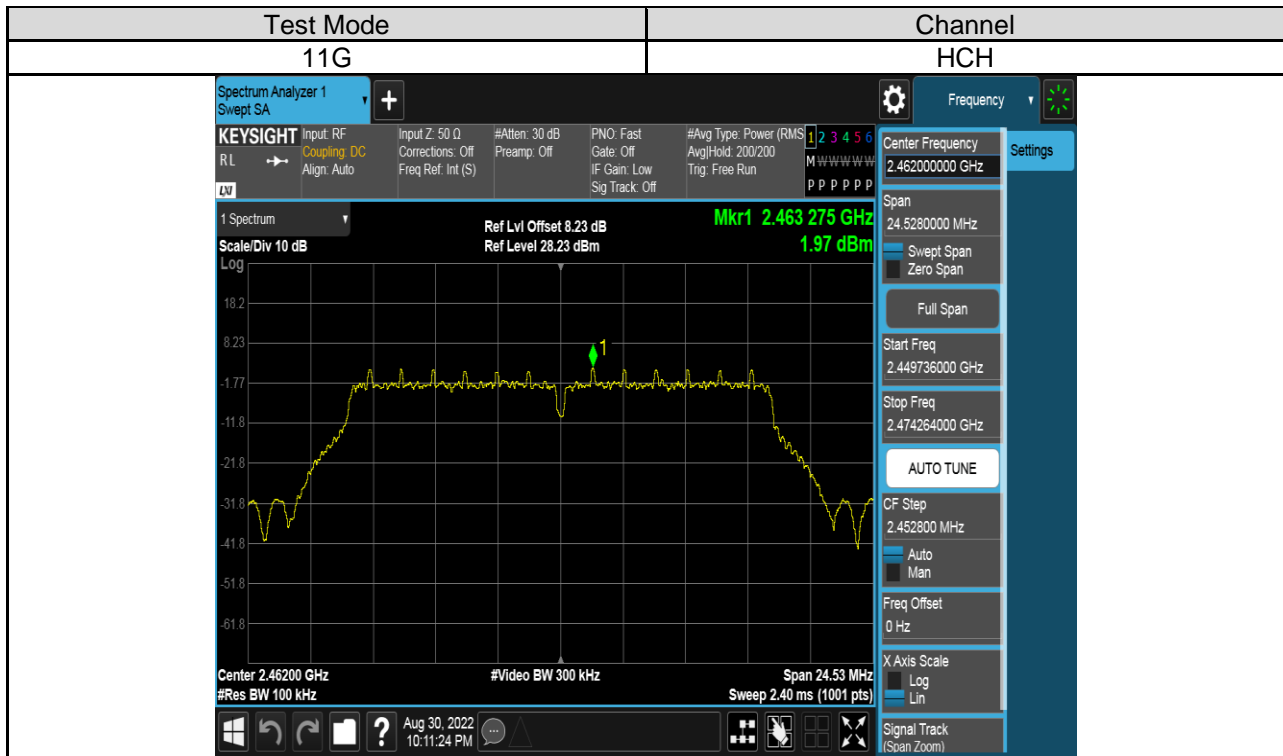 Test Mode Channel
11G HCH
Spectrum Analyzer 1
Swept SA
+
Frequency
KEYSIGHT
RL
LXI
Input: RF
Coupling: DC
Align: Auto
Input Z: 50 Ω
Corrections: Off
Freq Ref: Int (S)
#Atten: 30 dB
Preamp: Off
PNO: Fast
Gate: Off
IF Gain: Low
Sig Track: Off
#Avg Type: Power (RMS
Avg|Hold: 200/200
Trig: Free Run
1 2 3 4 5 6
M W W W W W
P P P P P P
1 Spectrum
Scale/Div 10 dB
Log
Ref Lvl Offset 8.23 dB
Ref Level 28.23 dBm
Mkr1 2.463 275 GHz
1.97 dBm
18.2
8.23
-1.77
-11.8
-21.8
-31.8
-41.8
-51.8
-61.8
1
Center 2.46200 GHz
#Res BW 100 kHz
#Video BW 300 kHz
Span 24.53 MHz
Sweep 2.40 ms (1001 pts)
?
Aug 30, 2022
10:11:24 PM
Center Frequency
2.462000000 GHz
Span
24.5280000 MHz
Swept Span
Zero Span
Full Span
Start Freq
2.449736000 GHz
Stop Freq
2.474264000 GHz
AUTO TUNE
CF Step
2.452800 MHz
Auto
Man
Freq Offset
0 Hz
X Axis Scale
Log
Lin
Signal Track
(Span Zoom)
Settings